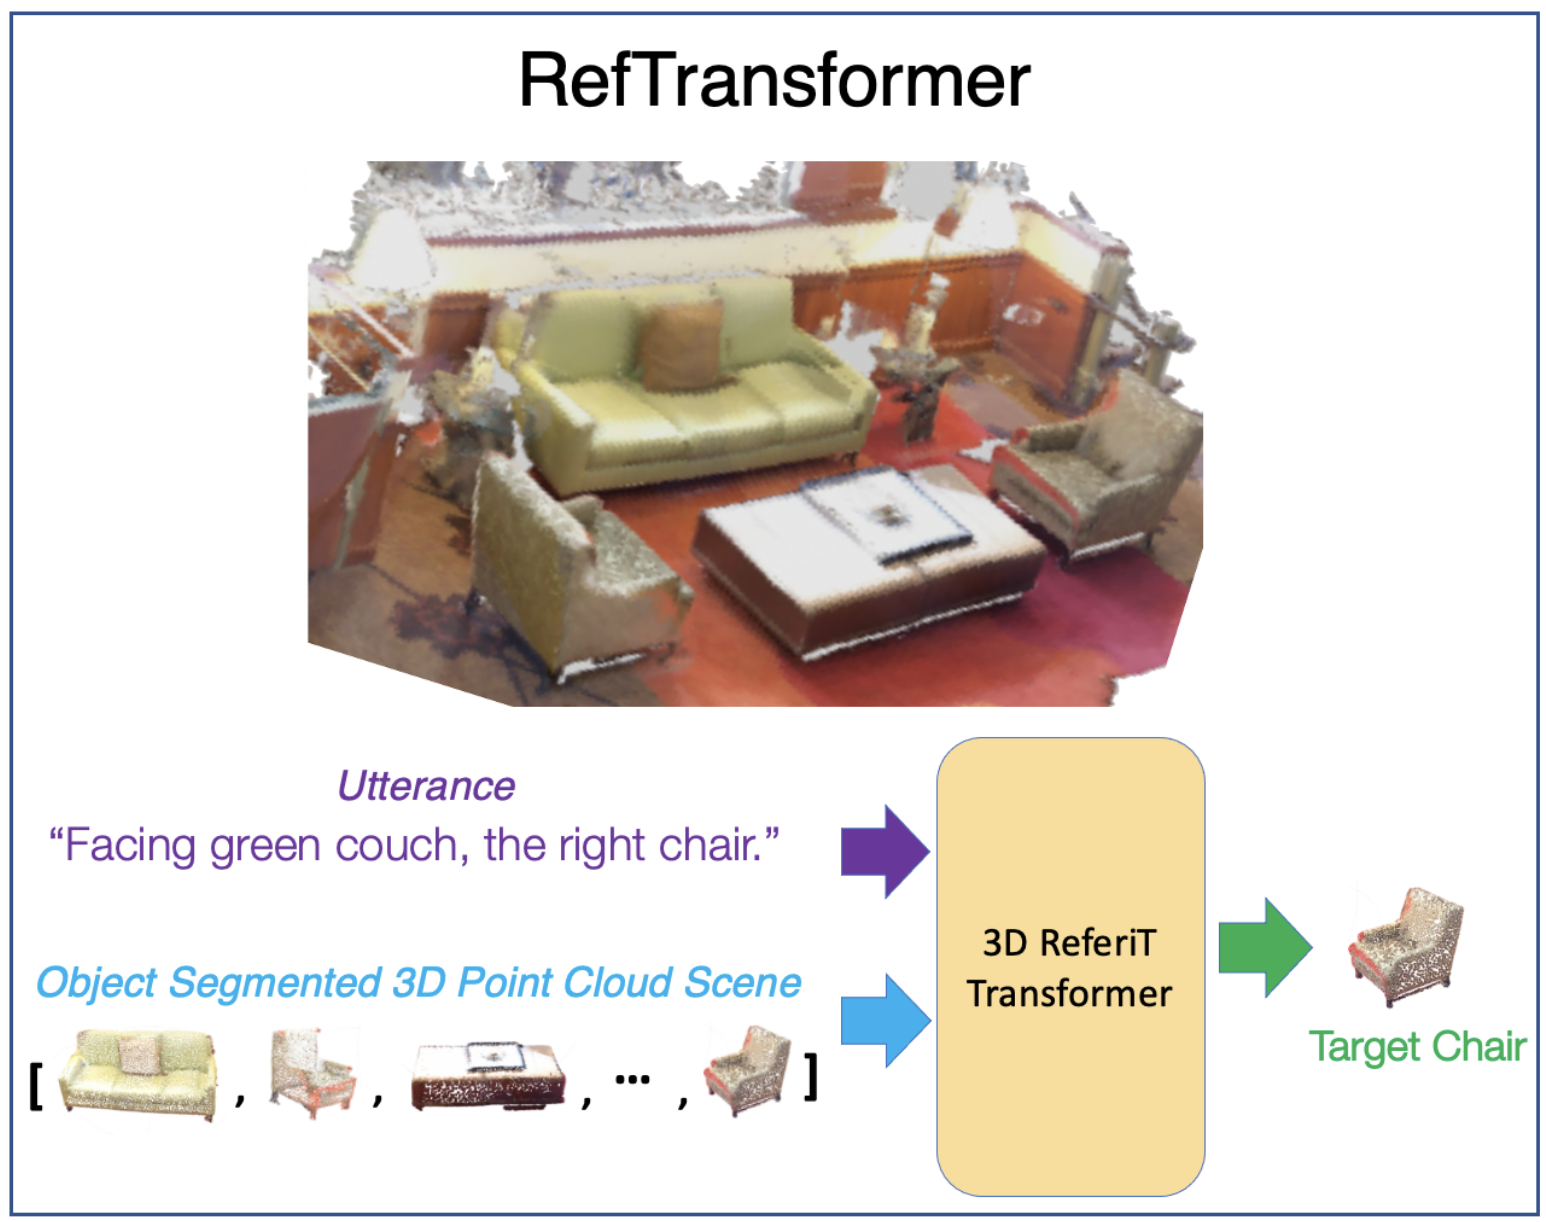 RefTransformer
Utterance
“Facing green couch, the right chair.”
Object Segmented 3D Point Cloud Scene
[ , , , ... , ]
3D ReferiT
Transformer
Target Chair